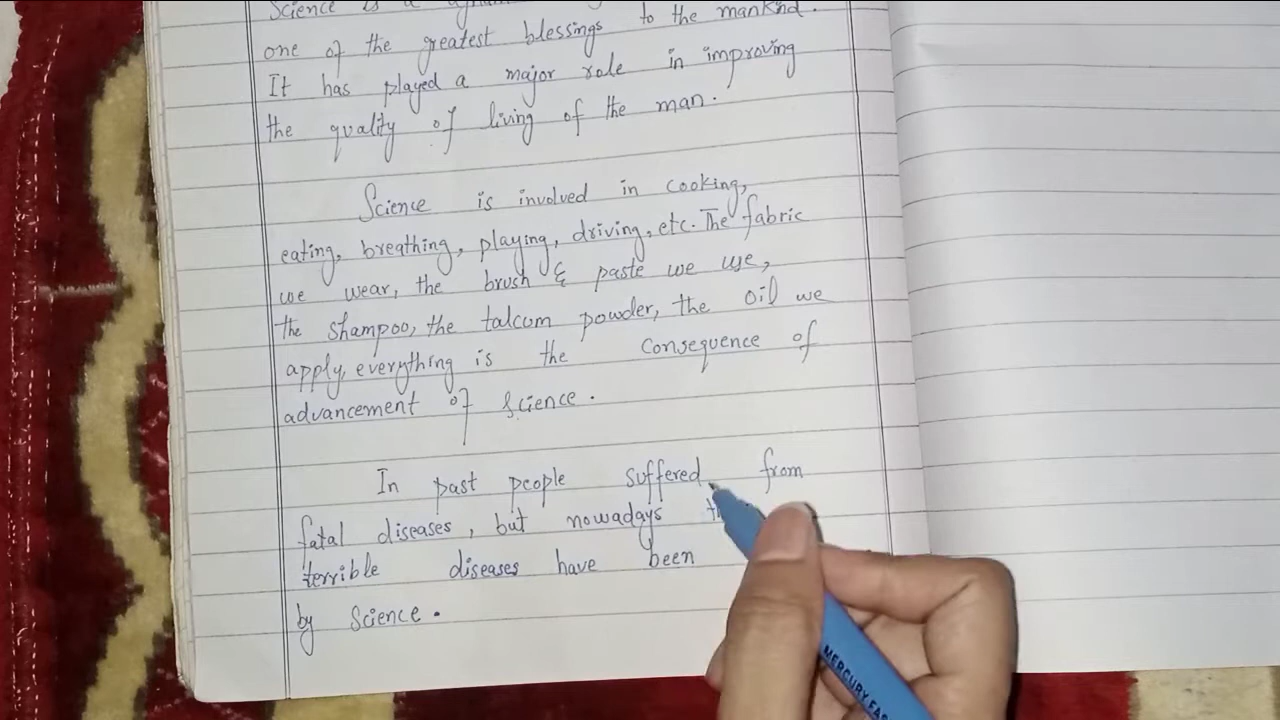 Science is a
one of the greatest blessings to the mankind.
It has played a major role in improving
the quality of living of the man.
Science is involved in cooking,
eating, breathing, playing, driving, etc. The fabric
we wear, the brush & paste we use,
the shampoo, the talcum powder, the oil we
apply, everything is the consequence of
advancement of science.
In past people suffered from
fatal diseases, but nowadays
terrible diseases have been
by Science.
MERCURY